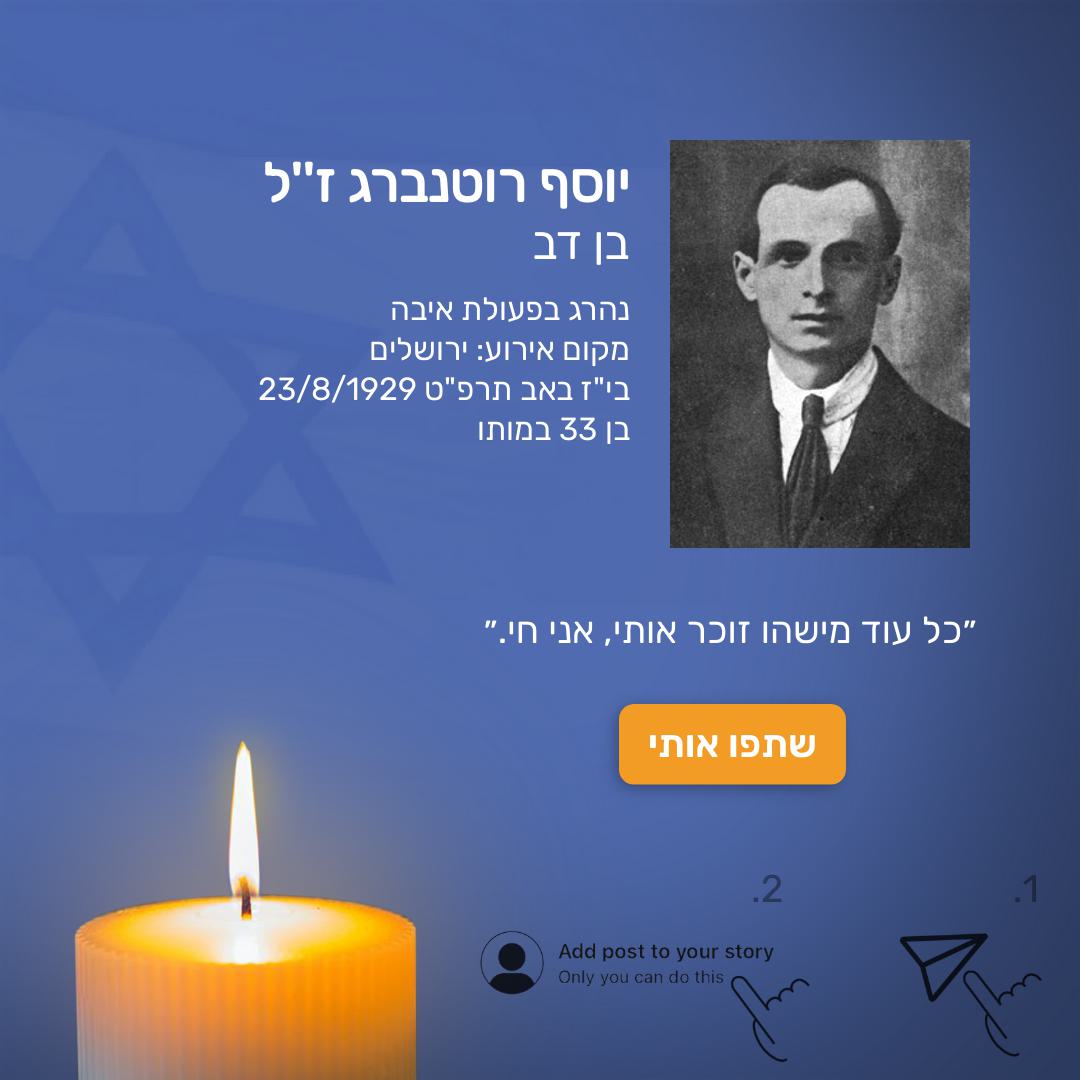 יוסף רוטנברג ז"ל
בן דב
נהרג בפעולת איבה
מקום אירוע: ירושלים
בי"ז באב תרפ"ט 23/8/1929
בן 33 במותו
״כל עוד מישהו זוכר אותי, אני חי.״
שתפו אותי
1.
2.
Add post to your story
Only you can do this